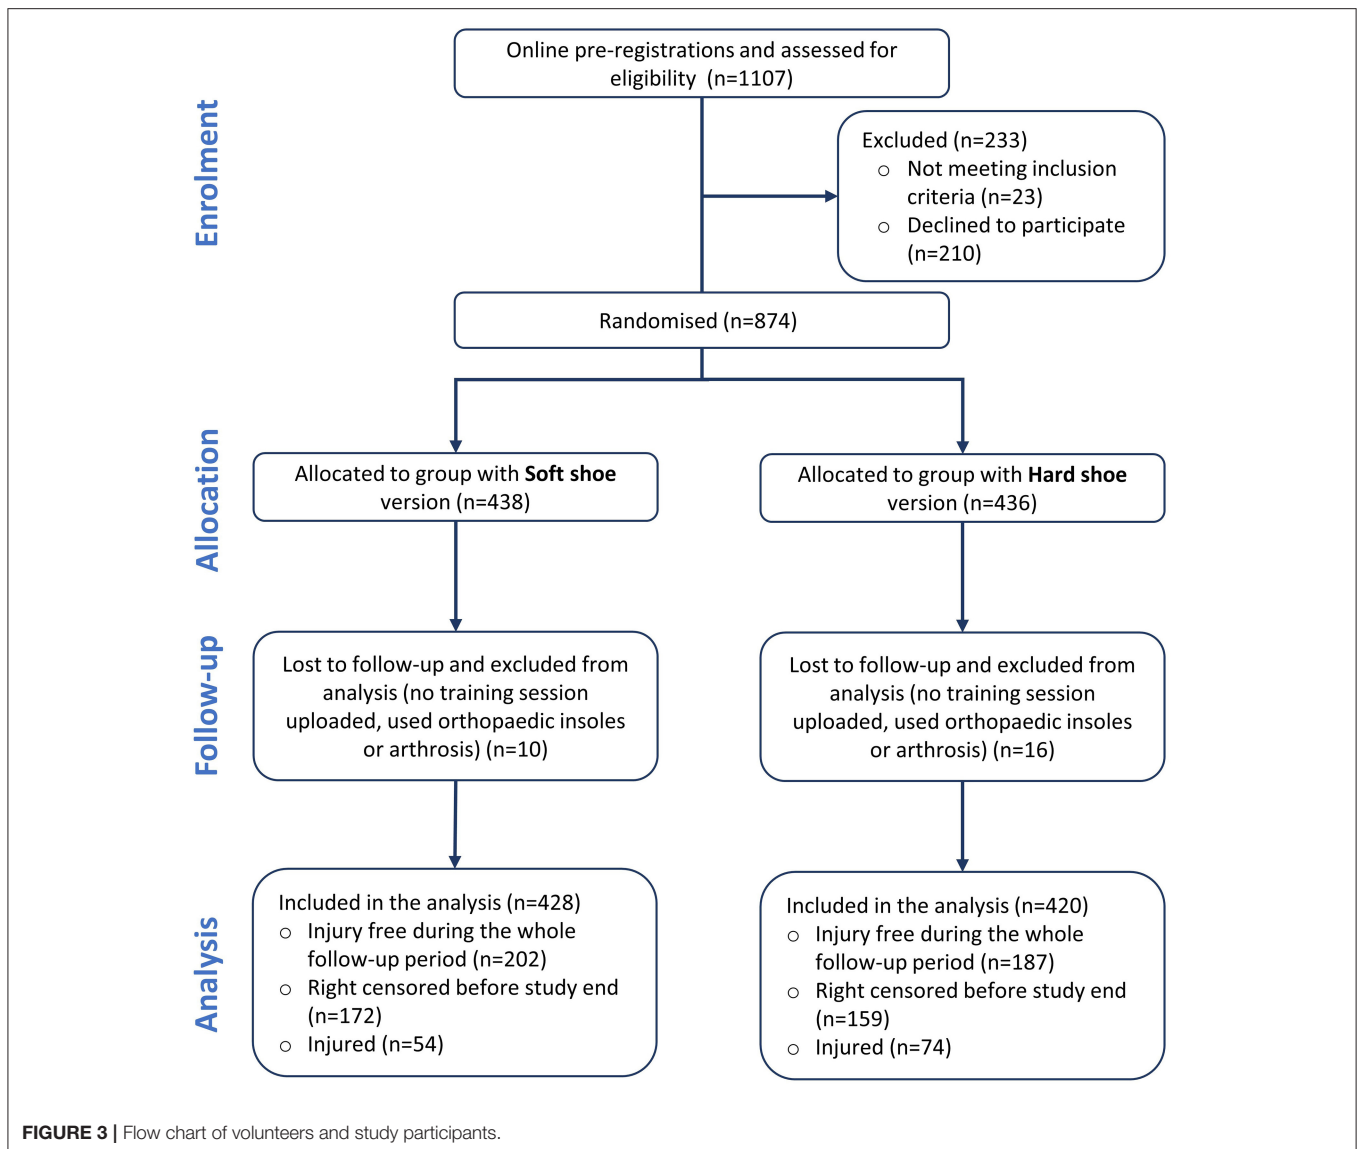 Enrolment
Online pre-registrations and assessed for
eligibility (n=1107)
Excluded (n=233)
o Not meeting inclusion
criteria (n=23)
o Declined to participate
(n=210)
Randomised (n=874)
Allocation
Allocated to group with Soft shoe
version (n=438)
Allocated to group with Hard shoe
version (n=436)
Follow-up
Lost to follow-up and excluded from
analysis (no training session
uploaded, used orthopaedic insoles
or arthrosis) (n=10)
Lost to follow-up and excluded from
analysis (no training session
uploaded, used orthopaedic insoles
or arthrosis) (n=16)
Analysis
Included in the analysis (n=428)
o Injury free during the whole
follow-up period (n=202)
o Right censored before study end
(n=172)
o Injured (n=54)
Included in the analysis (n=420)
o Injury free during the whole
follow-up period (n=187)
o Right censored before study end
(n=159)
o Injured (n=74)
FIGURE 3 | Flow chart of volunteers and study participants.